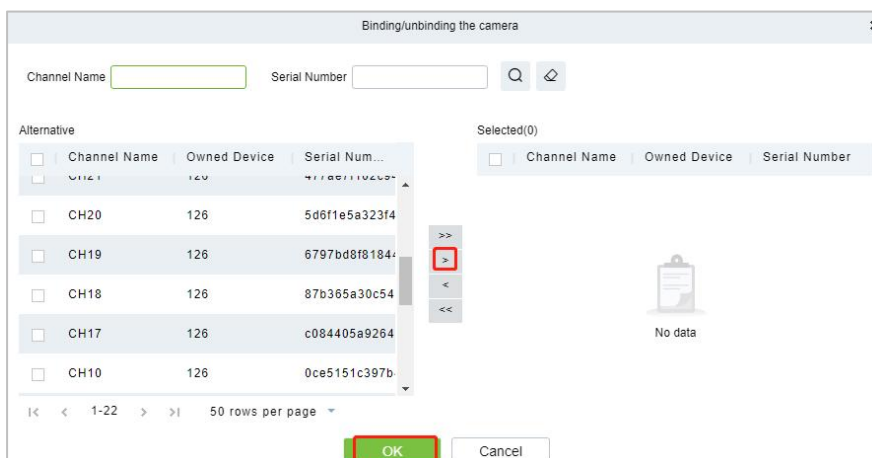 Binding/unbinding the camera
Channel Name Serial Number
Alternative Selected(0)
Channel Name Owned Device Serial Num... Channel Name Owned Device Serial Number
CH20 126 5d6f1e5a323f4
>>
CH19 126 6797bd8f8184
>
CH18 126 87b365a30c54
<
<<
CH17 126 c084405a9264 No data
CH10 126 0ce5151c397b
|< < 1-22 > >| 50 rows per page
OK Cancel